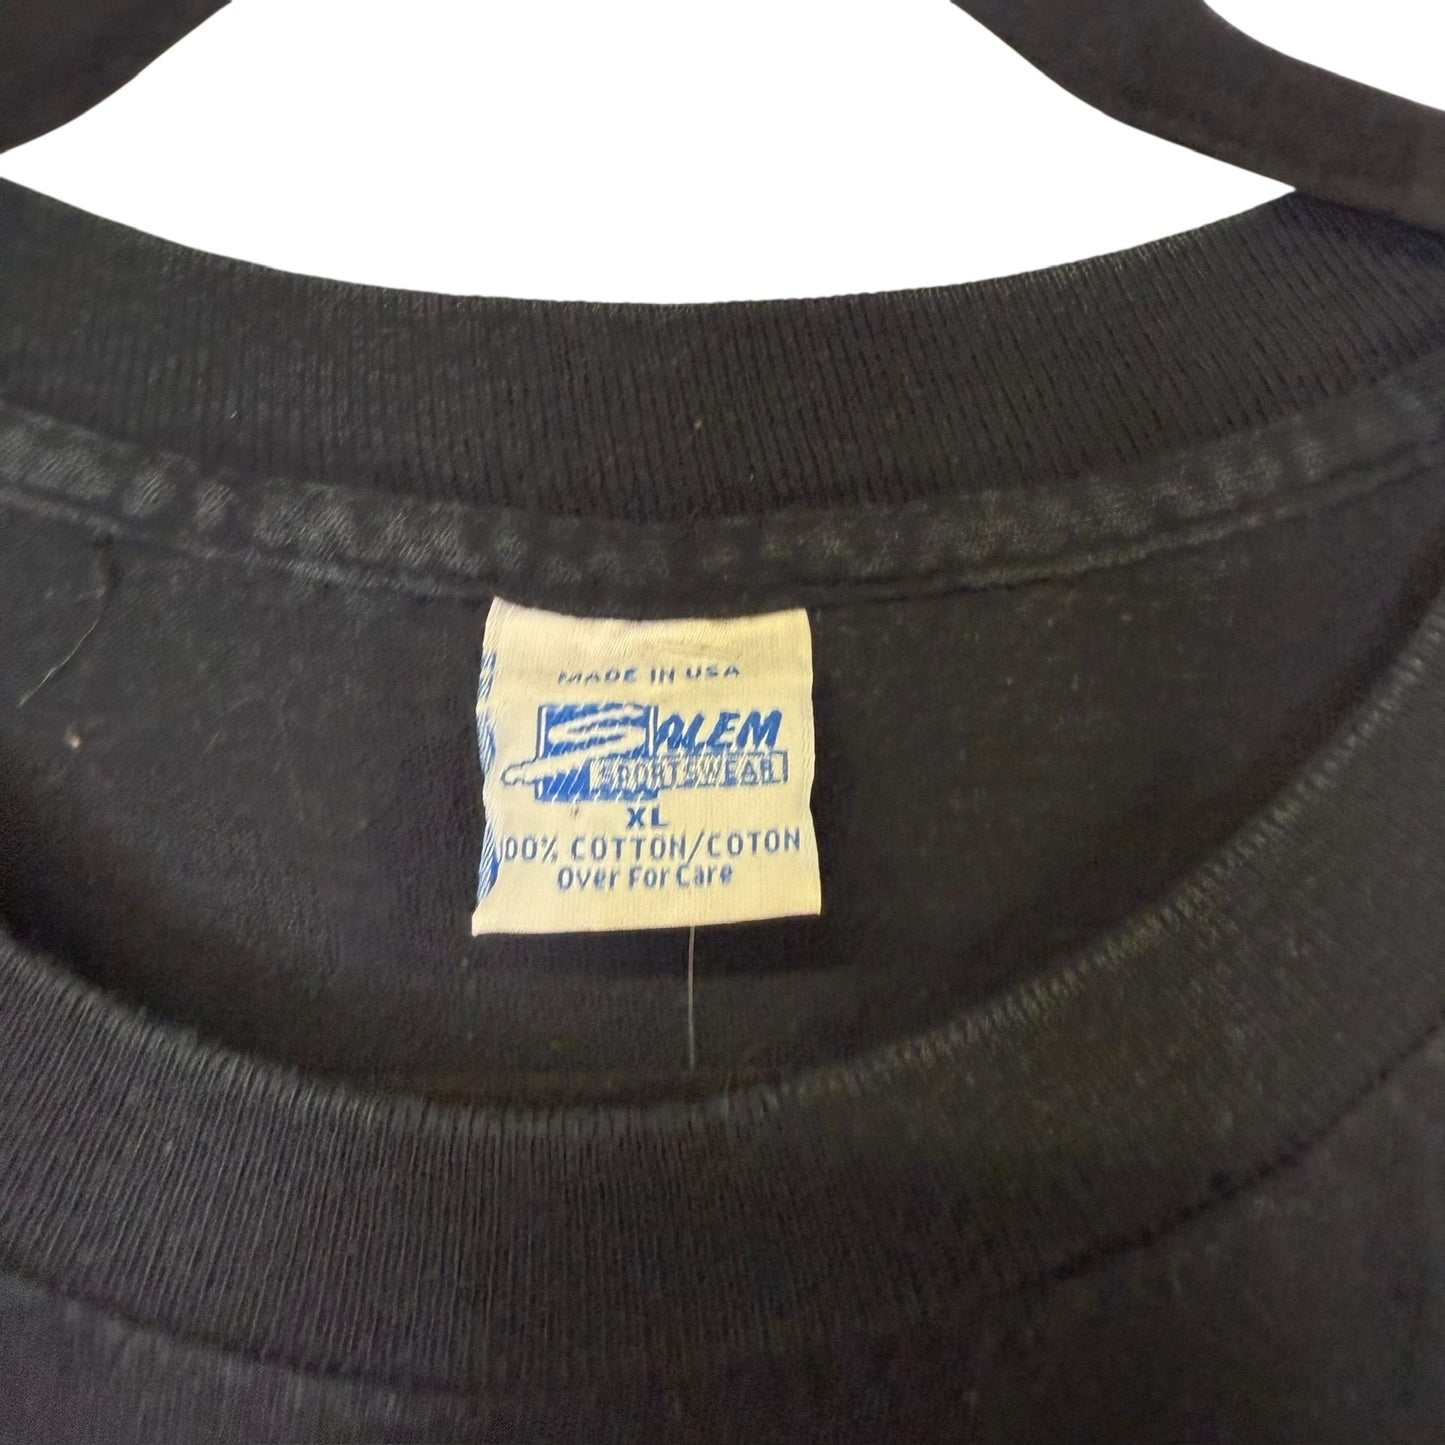 MADE IN USA
SALEM
SPORTSWEAR
XL
100% COTTON/COTON
Over For Care